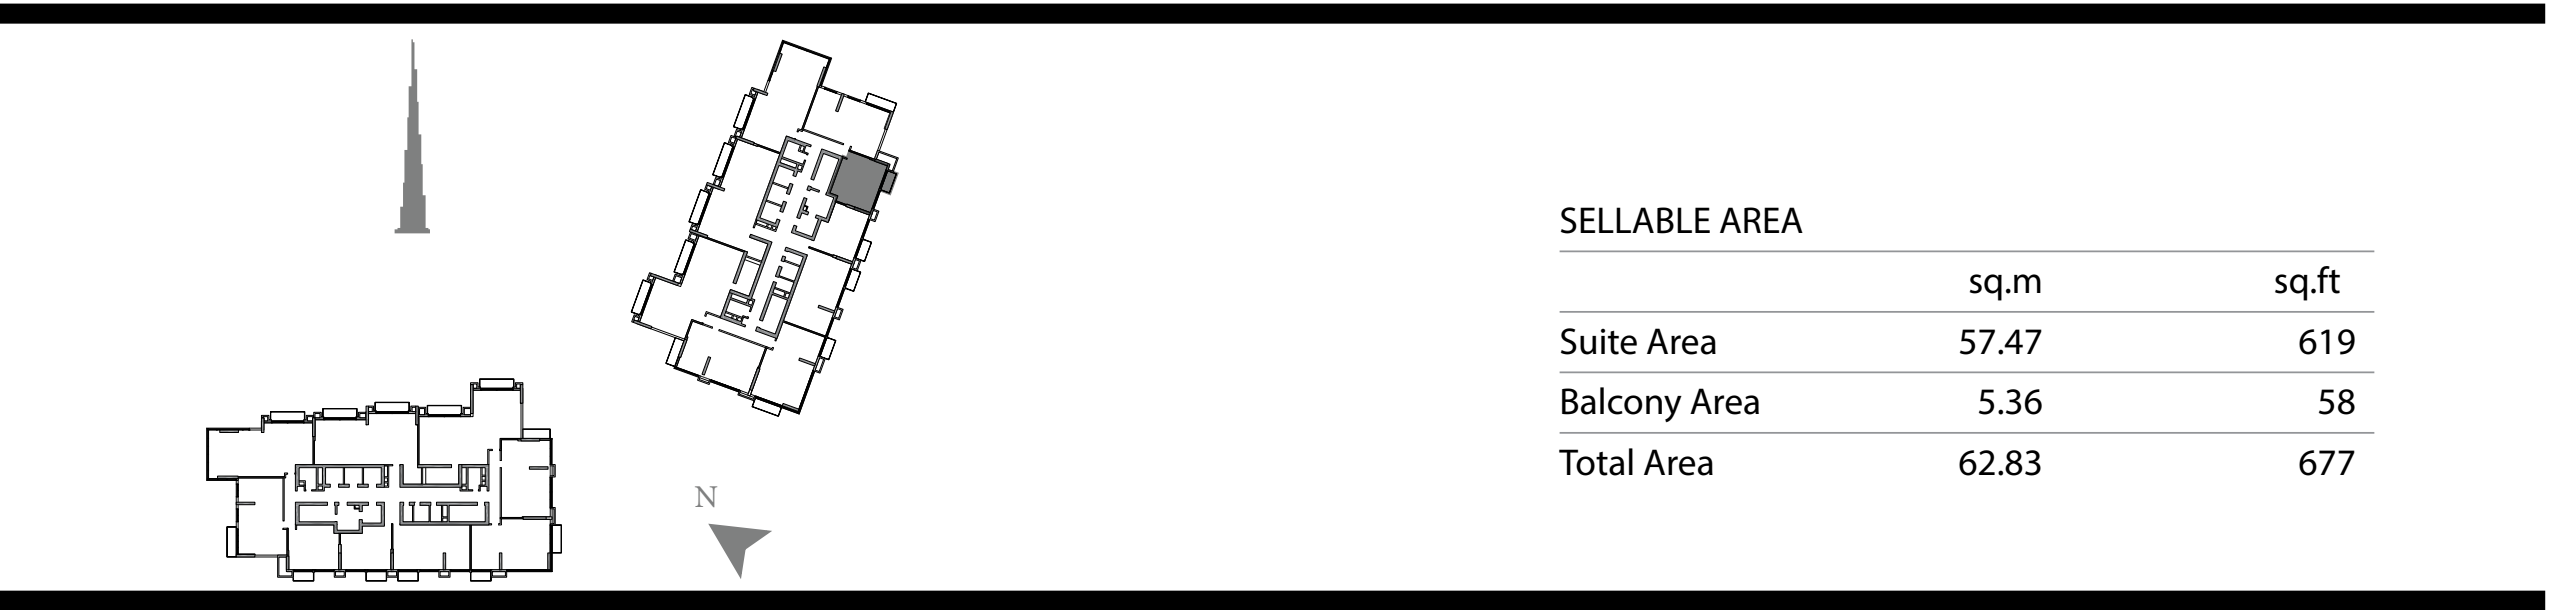 SELLABLE AREA
sq.m sq.ft
Suite Area 57.47 619
Balcony Area 5.36 58
Total Area 62.83 677
N